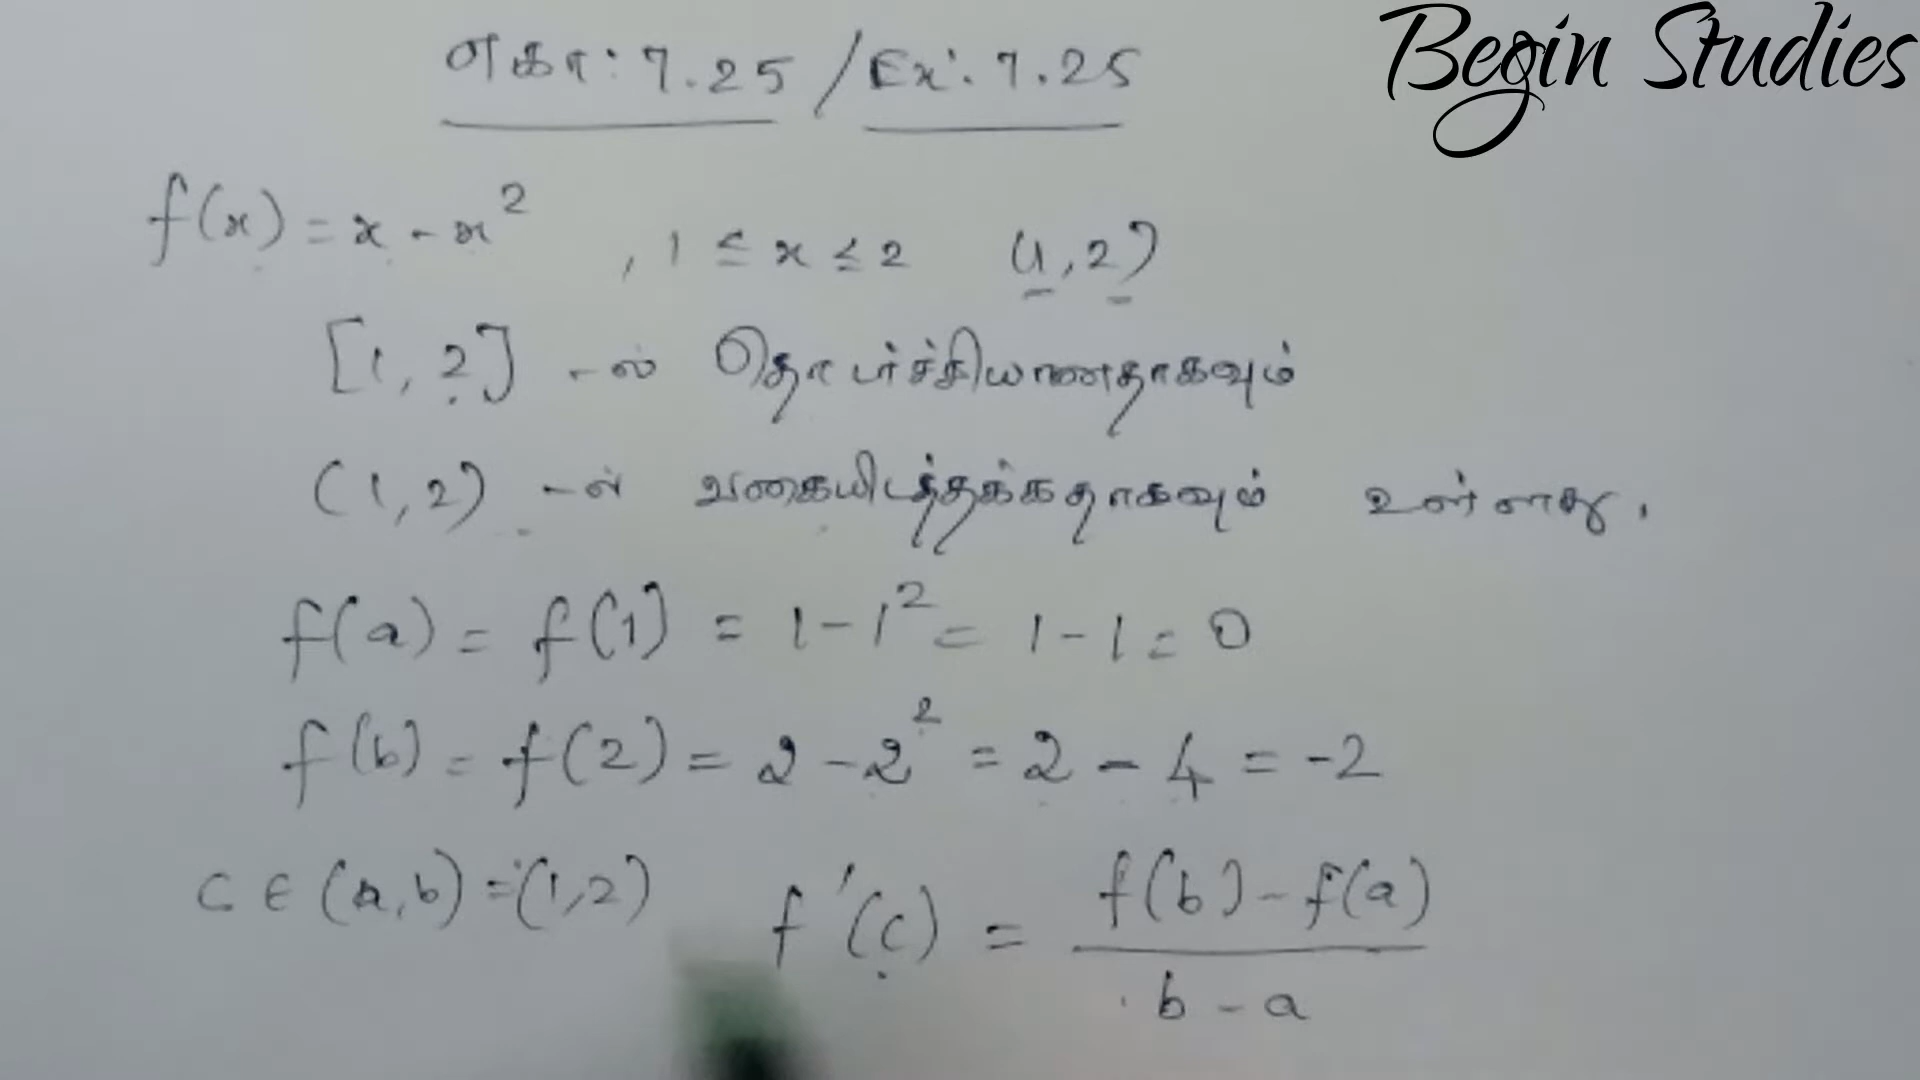 Begin Studies
எகா: 7.25 / Ex: 7.25
f(x) = x - x² , 1 ≤ x ≤ 2 (1, 2)
[1, 2] -ல் தொடர்ச்சியானதாகவும்
(1, 2) -ல் வகையிடத்தக்கதாகவும் உள்ளது.
f(a) = f(1) = 1 - 1² = 1 - 1 = 0
f(b) = f(2) = 2 - 2² = 2 - 4 = -2
C ∈ (a, b) = (1, 2) f'(c) = f(b) - f(a)
b - a